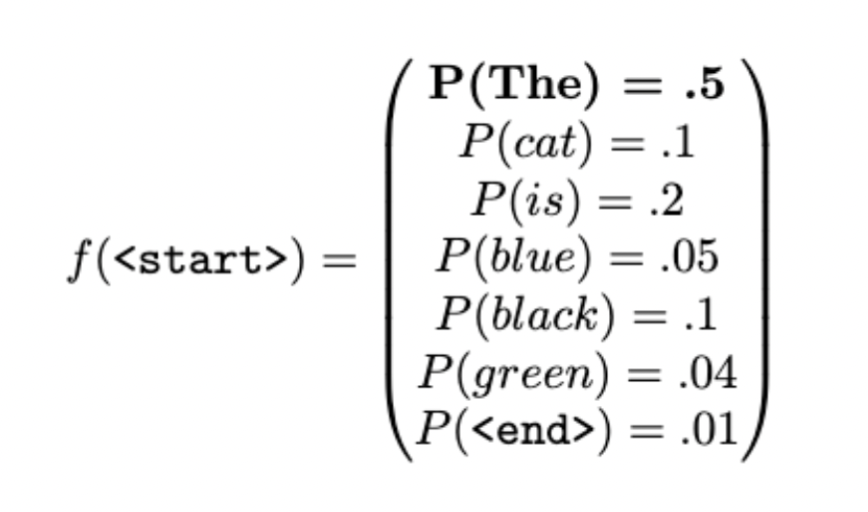 P(The) = .5
P(cat) = .1
P(is) = .2
f(<start>) = P(blue) = .05
P(black) = .1
P(green) = .04
P(<end>) = .01